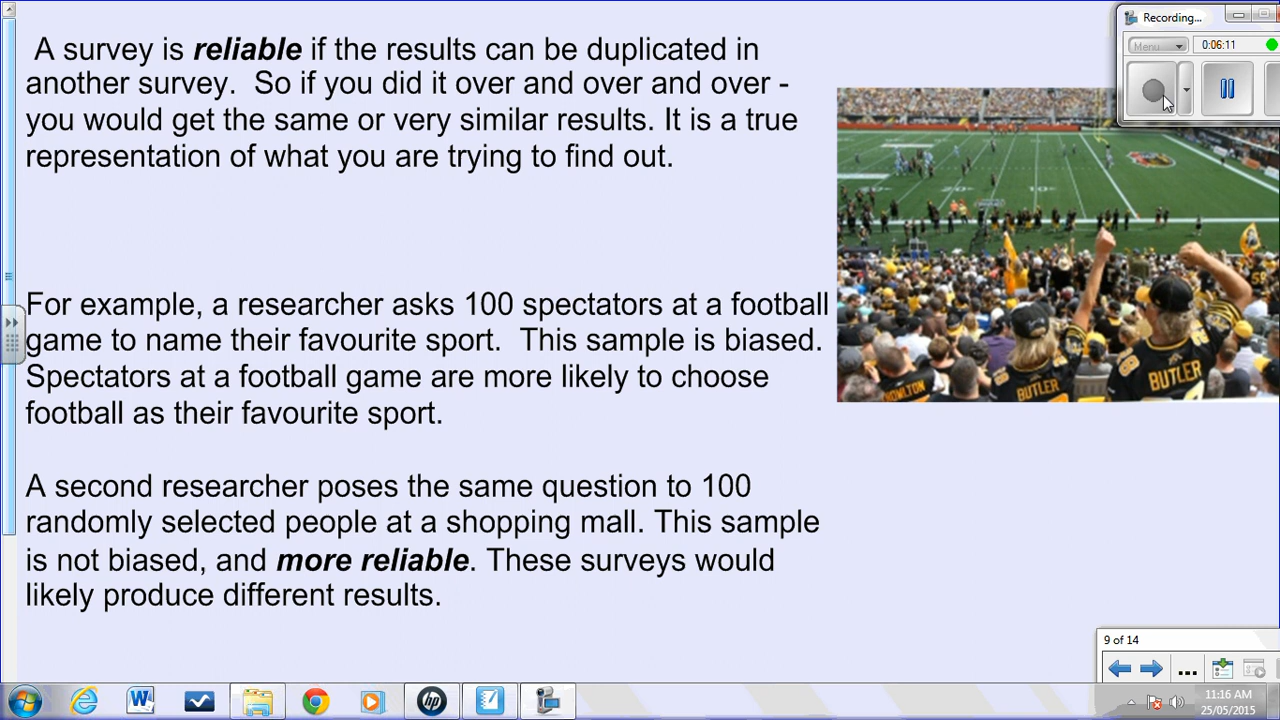 A survey is reliable if the results can be duplicated in
another survey.  So if you did it over and over and over -
you would get the same or very similar results. It is a true
representation of what you are trying to find out.
For example, a researcher asks 100 spectators at a football
game to name their favourite sport.  This sample is biased.
Spectators at a football game are more likely to choose
football as their favourite sport.
A second researcher poses the same question to 100
randomly selected people at a shopping mall. This sample
is not biased, and more reliable. These surveys would
likely produce different results.
Recording...
Menu
0:06:11
BUTLER
BUTLER
9 of 14
11:16 AM
25/05/2015